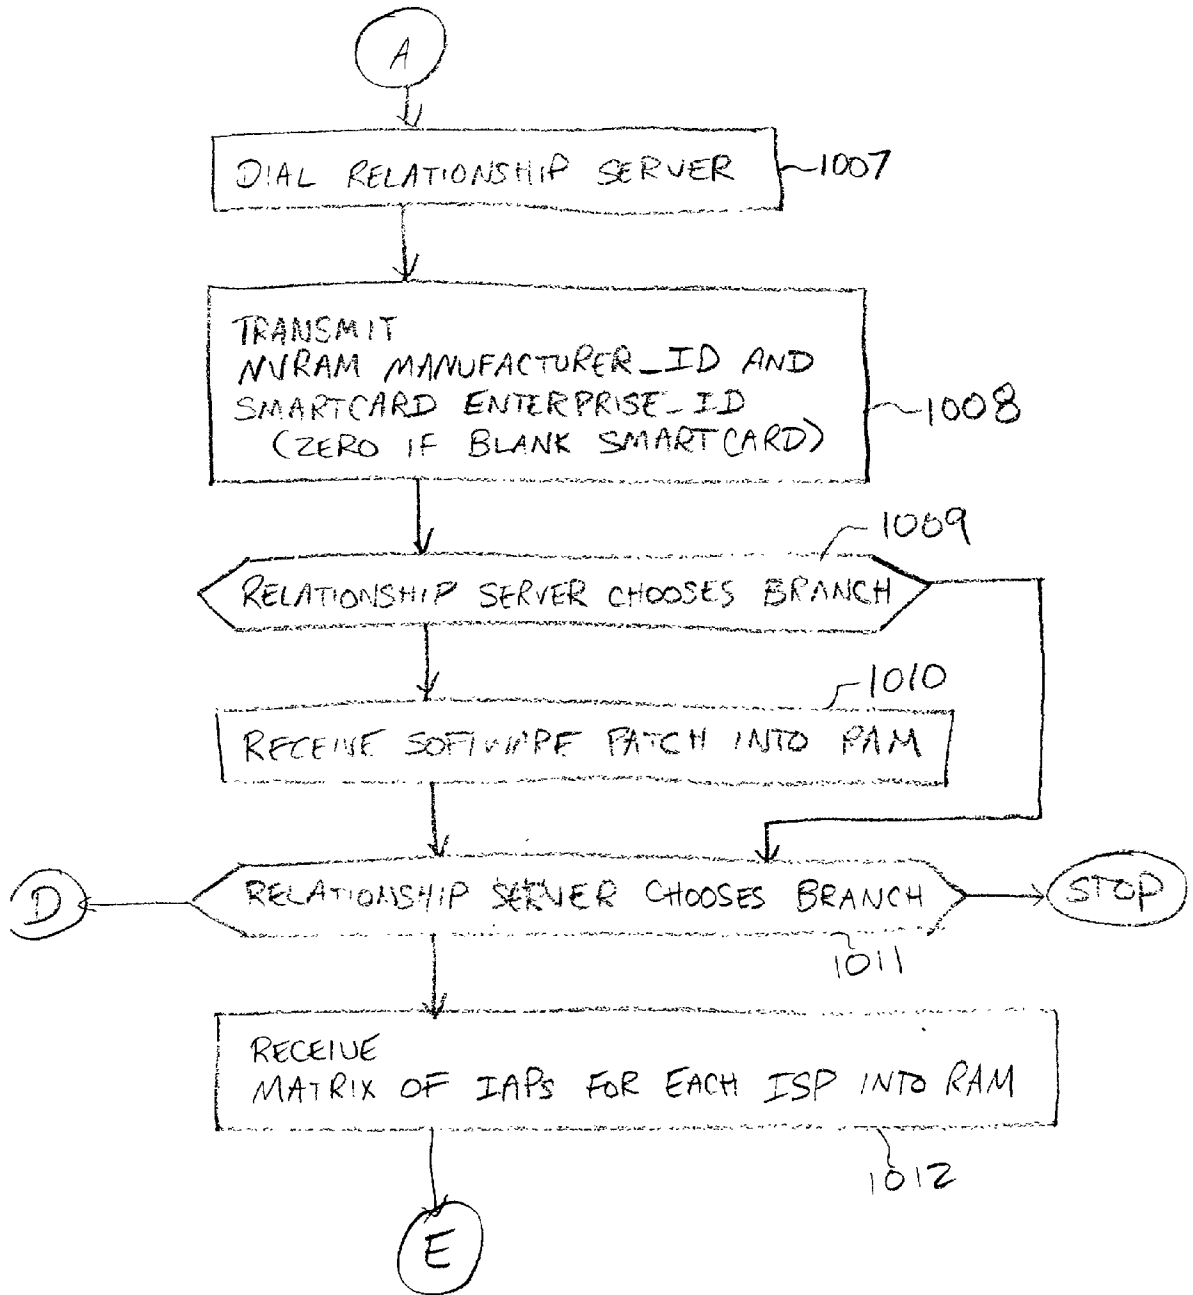 A
DIAL RELATIONSHIP SERVER
1007
TRANSMIT
NVRAM MANUFACTURER_ID AND
SMARTCARD ENTERPRISE_ID
(ZERO IF BLANK SMARTCARD)
1008
1009
RELATIONSHIP SERVER CHOOSES BRANCH
1010
RECEIVE SOFTWARE PATCH INTO RAM
D
RELATIONSHIP SERVER CHOOSES BRANCH
STOP
1011
RECEIVE
MATRIX OF IAPs FOR EACH ISP INTO RAM
1012
E